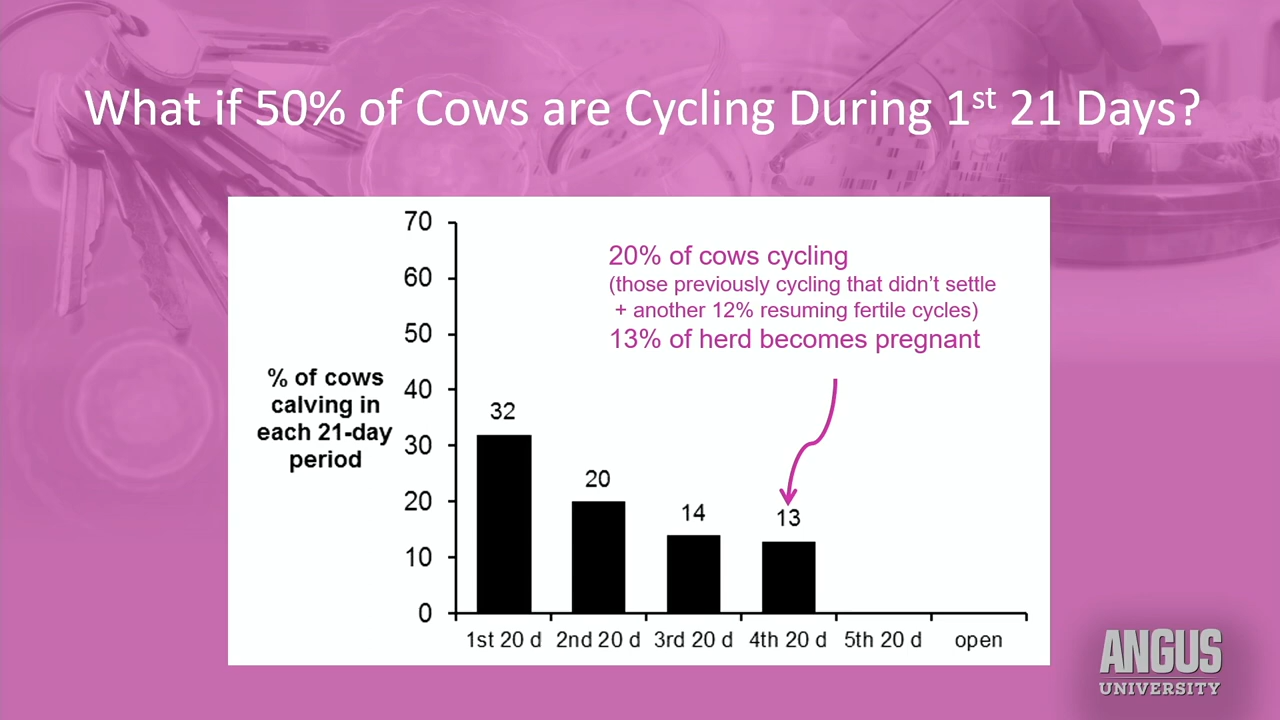 What if 50% of Cows are Cycling During 1st 21 Days?
70
60
50
40
30
20
10
0
% of cows
calving in
each 21-day
period
20% of cows cycling
(those previously cycling that didn't settle
+ another 12% resuming fertile cycles)
13% of herd becomes pregnant
32
20
14
13
1st 20 d 2nd 20 d 3rd 20 d 4th 20 d 5th 20 d open
ANGUS
UNIVERSITY